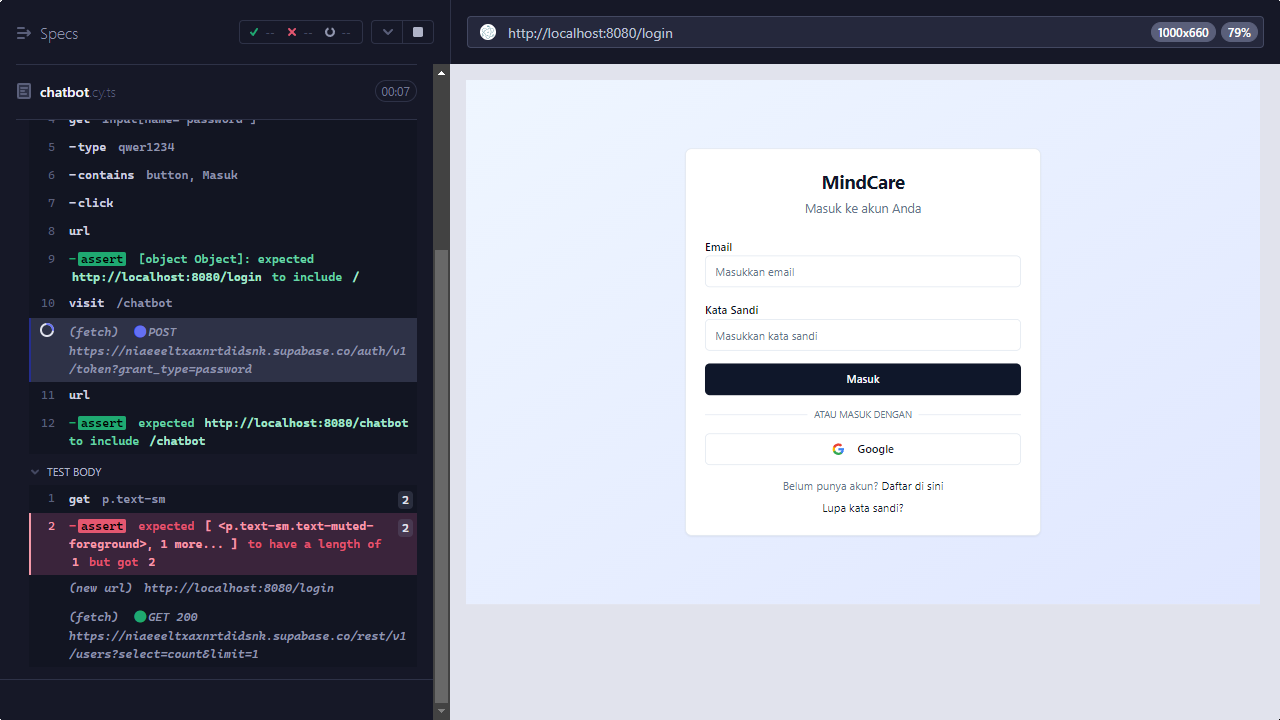 Specs
-- -- --
chatbot.cy.ts
00:07
4 get input[name="password"]
5 -type qwer1234
6 -contains button, Masuk
7 -click
8 url
9 -assert [object Object]: expected
http://localhost:8080/login to include /
10 visit /chatbot
(fetch) POST
https://niaeeeltxaxnrtdidsnk.supabase.co/auth/v1
/token?grant_type=password
11 url
12 -assert expected http://localhost:8080/chatbot
to include /chatbot
TEST BODY
1 get p.text-sm 2
2 -assert expected [ <p.text-sm.text-muted- 2
foreground>, 1 more... ] to have a length of
1 but got 2
(new url) http://localhost:8080/login
(fetch) GET 200
https://niaeeeltxaxnrtdidsnk.supabase.co/rest/v1
/users?select=count&limit=1
http://localhost:8080/login
1000x660
79%
MindCare
Masuk ke akun Anda
Email
Masukkan email
Kata Sandi
Masukkan kata sandi
Masuk
ATAU MASUK DENGAN
Google
Belum punya akun? Daftar di sini
Lupa kata sandi?